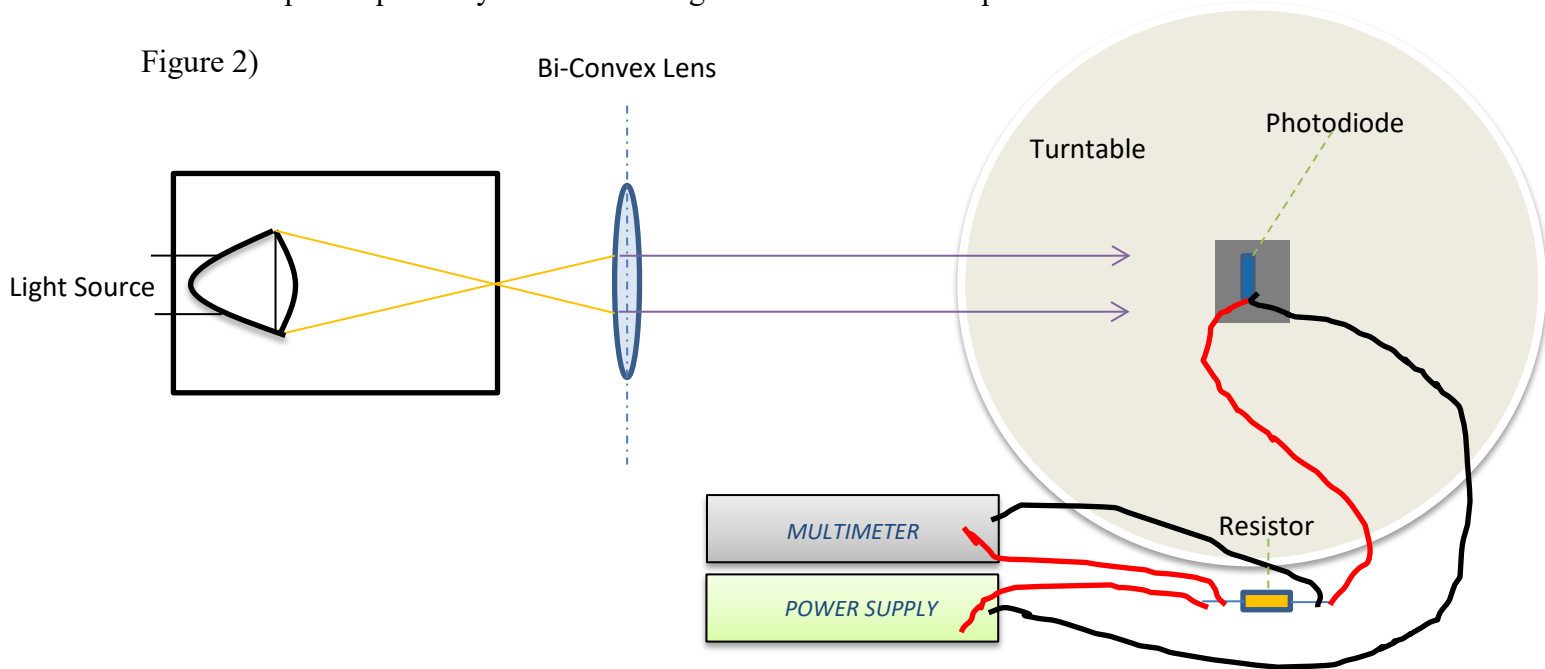 Figure 2)
Bi-Convex Lens
Photodiode
Turntable
Light Source
Resistor
MULTIMETER
POWER SUPPLY